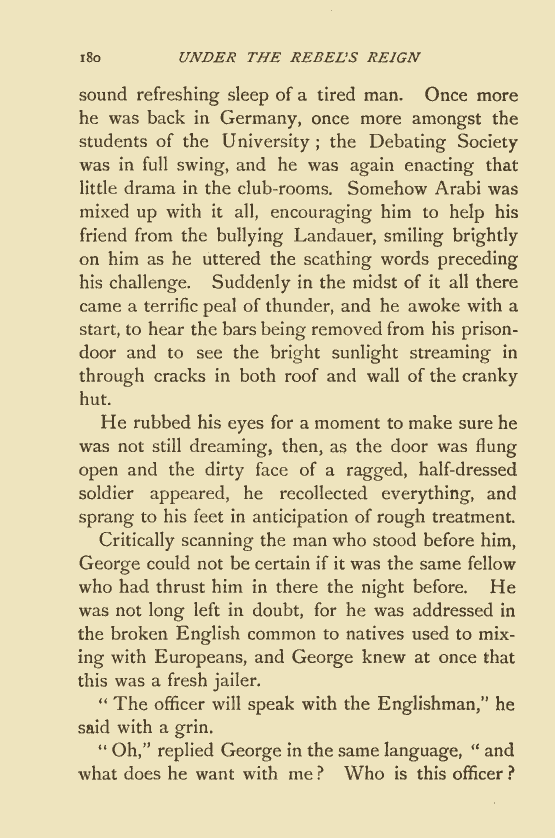 180 UNDER THE REBEL'S REIGN
sound refreshing sleep of a tired man. Once more
he was back in Germany, once more amongst the
students of the University ; the Debating Society
was in full swing, and he was again enacting that
little drama in the club-rooms. Somehow Arabi was
mixed up with it all, encouraging him to help his
friend from the bullying Landauer, smiling brightly
on him as he uttered the scathing words preceding
his challenge. Suddenly in the midst of it all there
came a terrific peal of thunder, and he awoke with a
start, to hear the bars being removed from his prison-
door and to see the bright sunlight streaming in
through cracks in both roof and wall of the cranky
hut.
He rubbed his eyes for a moment to make sure he
was not still dreaming, then, as the door was flung
open and the dirty face of a ragged, half-dressed
soldier appeared, he recollected everything, and
sprang to his feet in anticipation of rough treatment.
Critically scanning the man who stood before him,
George could not be certain if it was the same fellow
who had thrust him in there the night before. He
was not long left in doubt, for he was addressed in
the broken English common to natives used to mix-
ing with Europeans, and George knew at once that
this was a fresh jailer.
" The officer will speak with the Englishman," he
said with a grin.
" Oh," replied George in the same language, " and
what does he want with me ? Who is this officer ?